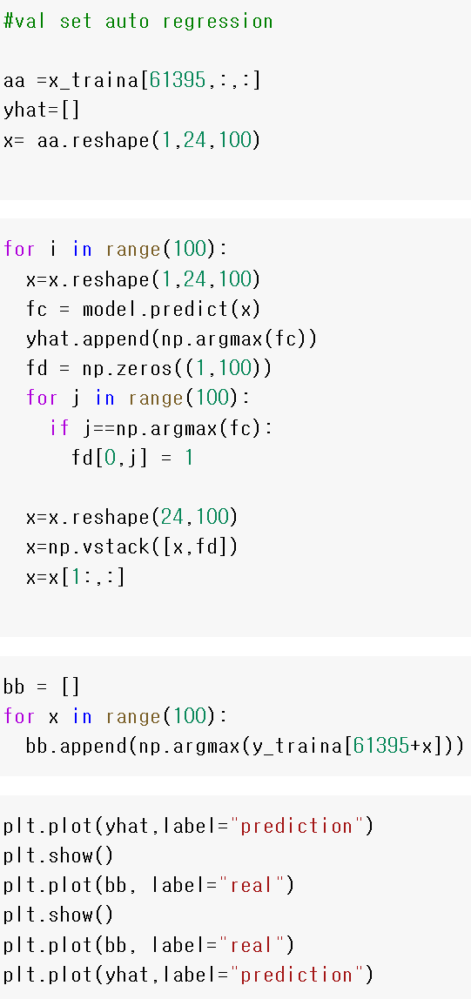 #val set auto regression
aa =x_traina[61395,:,:]
yhat=[]
x= aa.reshape(1,24,100)
for i in range(100):
x=x.reshape(1,24,100)
fc = model.predict(x)
yhat.append(np.argmax(fc))
fd = np.zeros((1,100))
for j in range(100):
if j==np.argmax(fc):
fd[0,j] = 1
x=x.reshape(24,100)
x=np.vstack([x,fd])
x=x[1:,:]
bb = []
for x in range(100):
bb.append(np.argmax(y_traina[61395+x]))
plt.plot(yhat,label="prediction")
plt.show()
plt.plot(bb, label="real")
plt.show()
plt.plot(bb, label="real")
plt.plot(yhat,label="prediction")